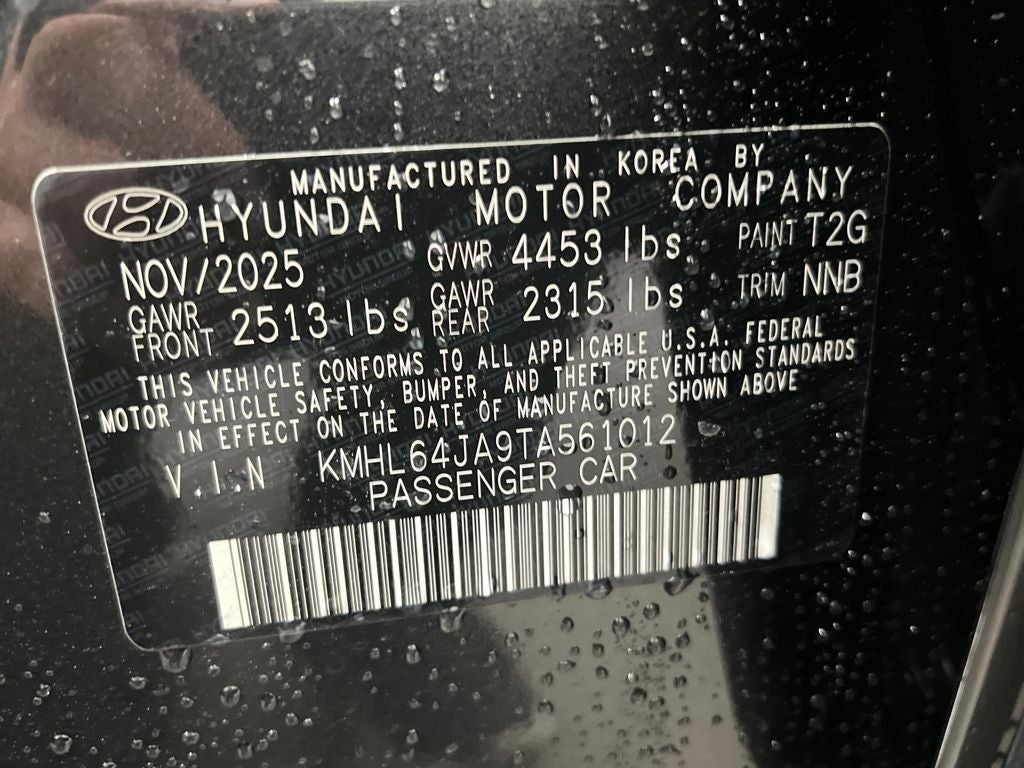 MANUFACTURED IN KOREA BY
HYUNDAI MOTOR COMPANY
NOV/2025 GVWR 4453 lbs. PAINT T2G
GAWR FRONT 2513 lbs. GAWR REAR 2315 lbs TRIM NNB
THIS VEHICLE CONFORMS TO ALL APPLICABLE U.S.A. FEDERAL
MOTOR VEHICLE SAFETY, BUMPER, AND THEFT PREVENTION STANDARDS
IN EFFECT ON THE DATE OF MANUFACTURE SHOWN ABOVE
V.I.N KMHL64JA9TA561012
PASSENGER CAR